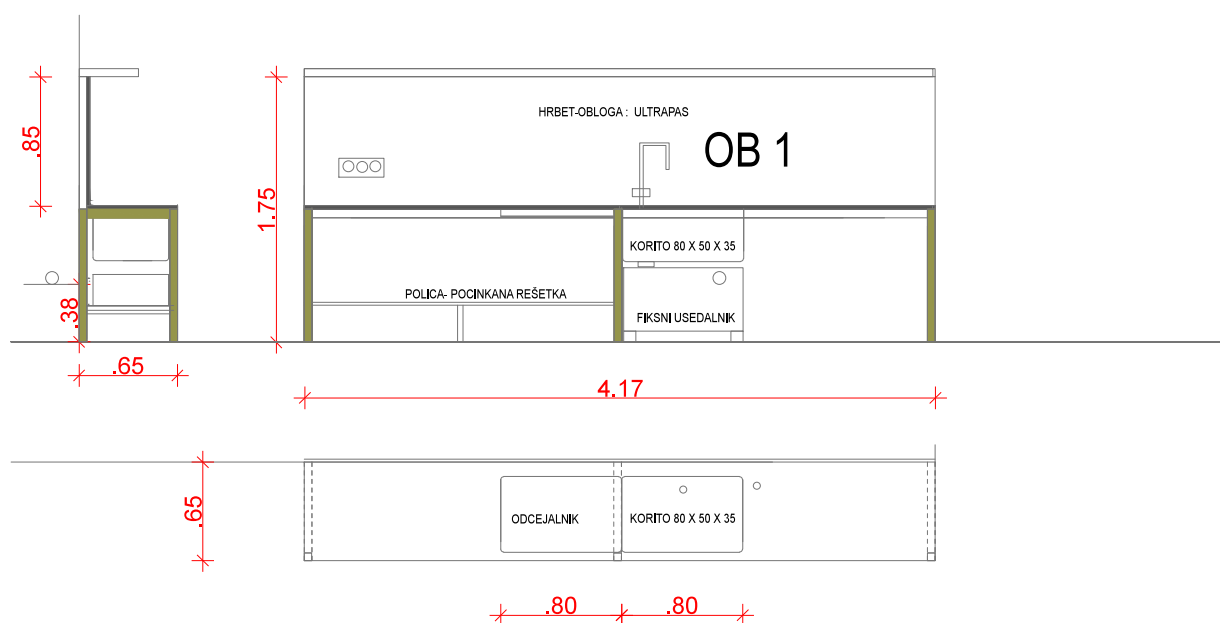 HRBET-OBLOGA : ULTRAPAS
OB 1
.85
1.75
KORITO 80 X 50 X 35
POLICA- POCINKANA REŠETKA
FIKSNI USEDALNIK
.38
.65
4.17
.65
ODCEJALNIK
KORITO 80 X 50 X 35
.80
.80